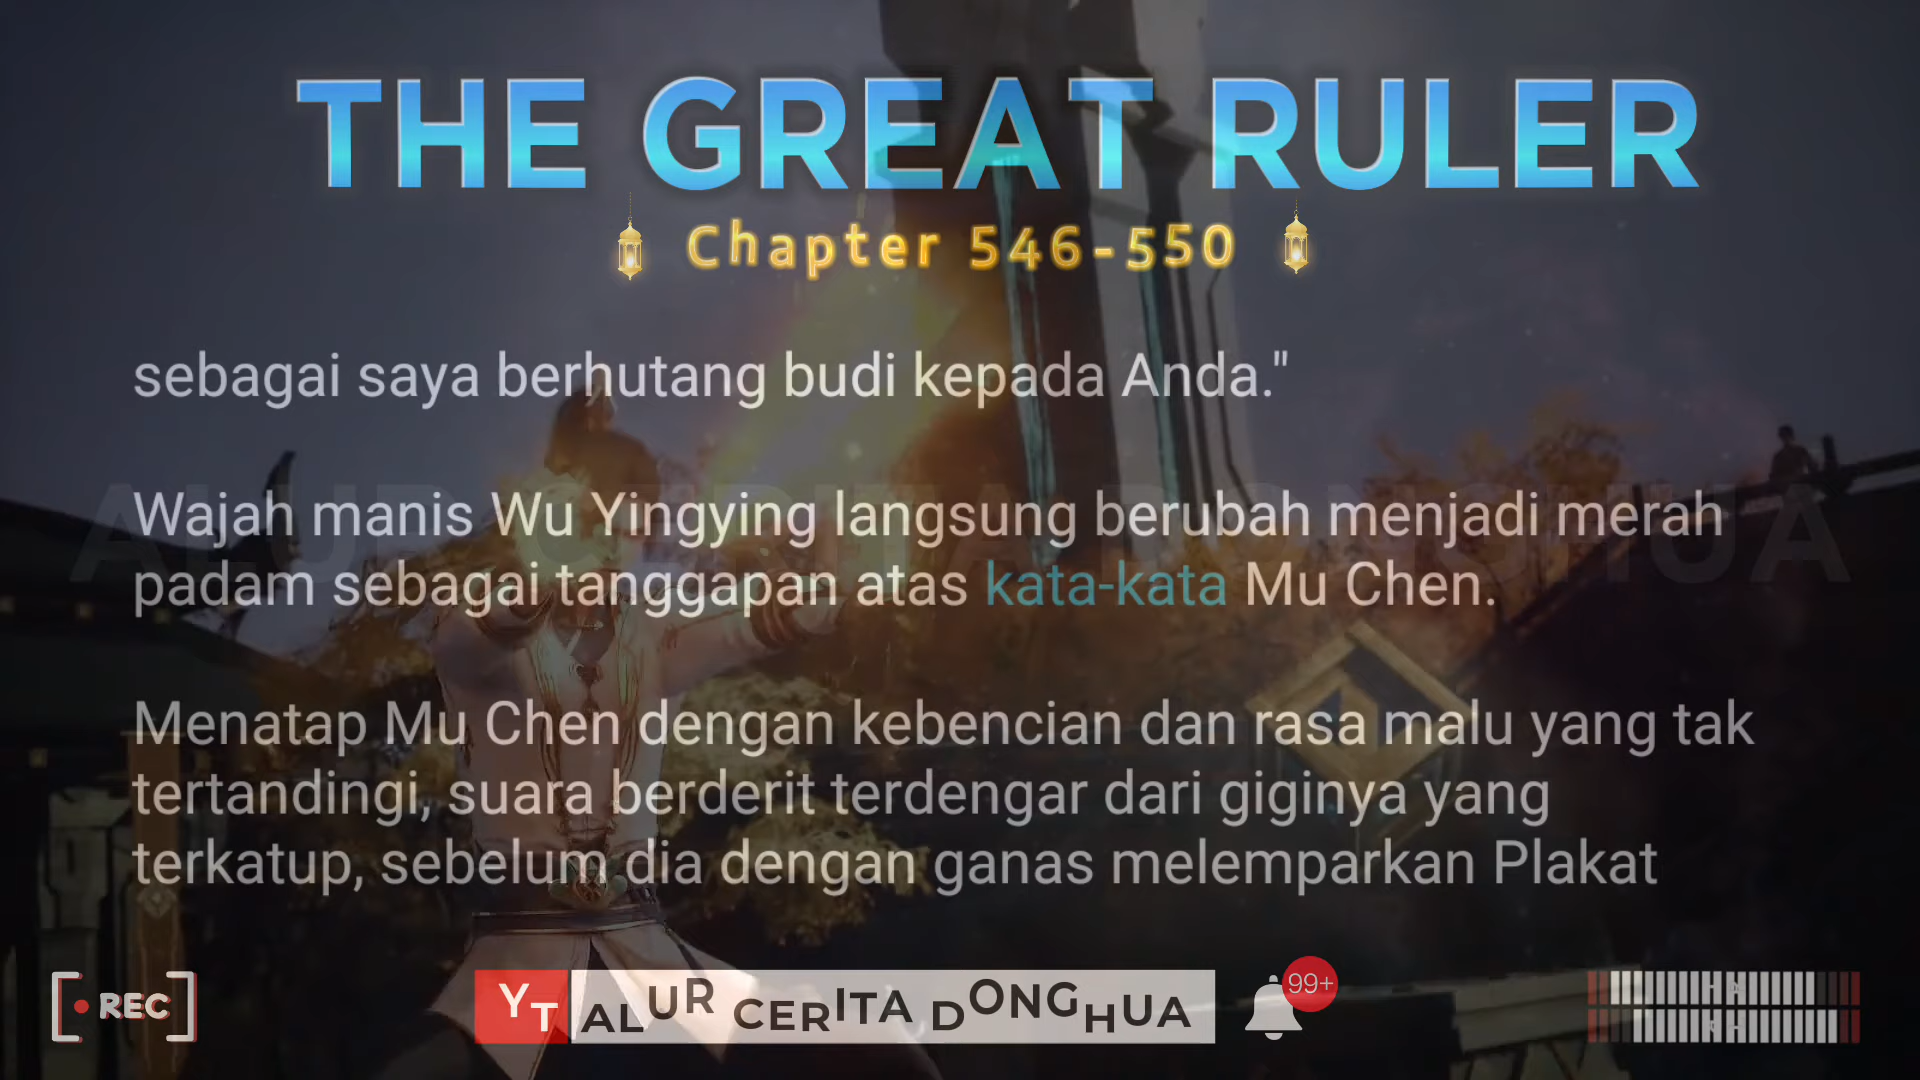 THE GREAT RULER
Chapter 546-550
sebagai saya berhutang budi kepada Anda."
Wajah manis Wu Yingying langsung berubah menjadi merah
padam sebagai tanggapan atas kata-kata Mu Chen.
ALUR CERITA DONGHUA
Menatap Mu Chen dengan kebencian dan rasa malu yang tak
tertandingi, suara berderit terdengar dari giginya yang
terkatup, sebelum dia dengan ganas melemparkan Plakat
REC
YT ALUR CERITA DONGHUA
99+